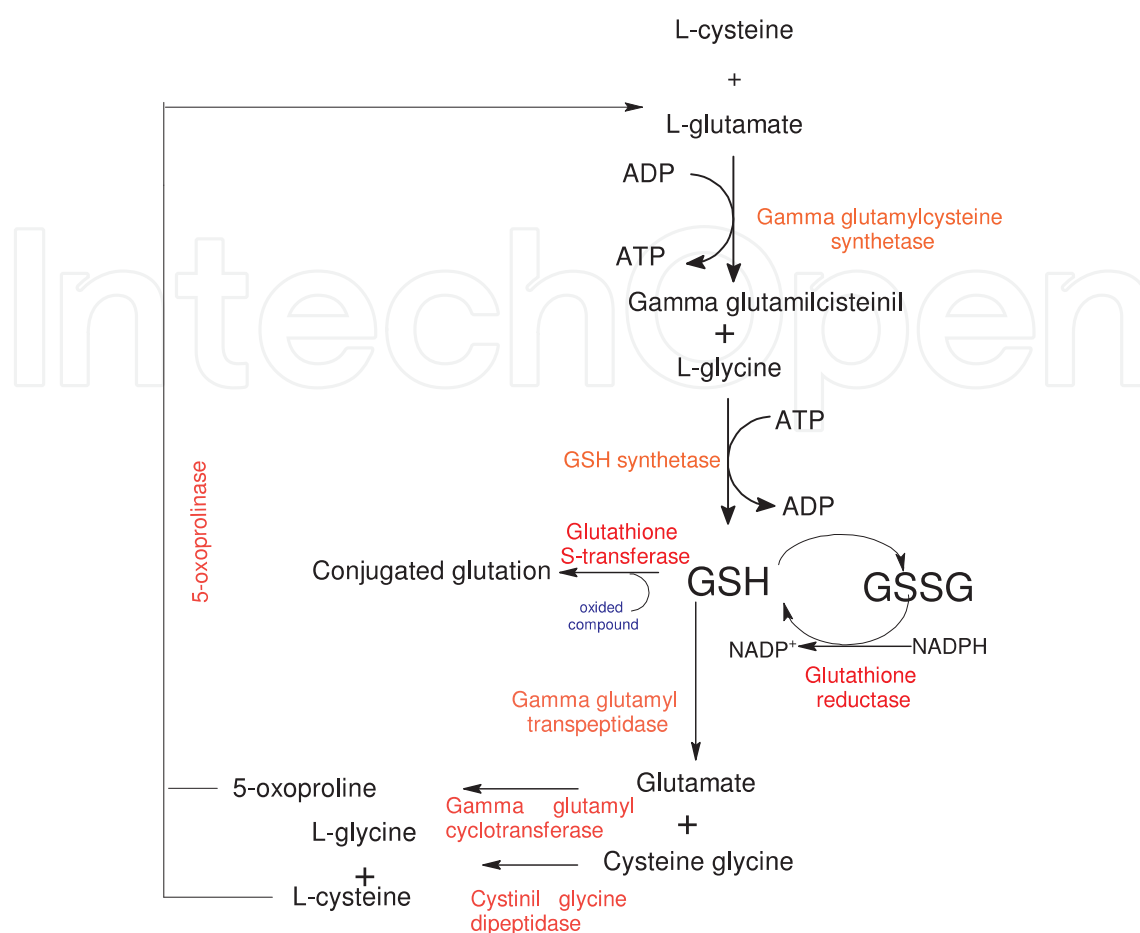 L-cysteine
+
L-glutamate
ADP
Gamma glutamylcysteine
synthetase
ATP
IntechOpen
Gamma glutamilcisteinil
+
L-glycine
ATP
GSH synthetase
ADP
5-oxoprolinase
Glutathione
S-transferase
Conjugated glutation
GSH
GSSG
oxided
compound
NADP+
NADPH
Glutathione
reductase
Gamma glutamyl
transpeptidase
Glutamate
5-oxoproline
Gamma glutamyl
cyclotransferase
+
L-glycine
Cysteine glycine
+
L-cysteine
Cystinil glycine
dipeptidase